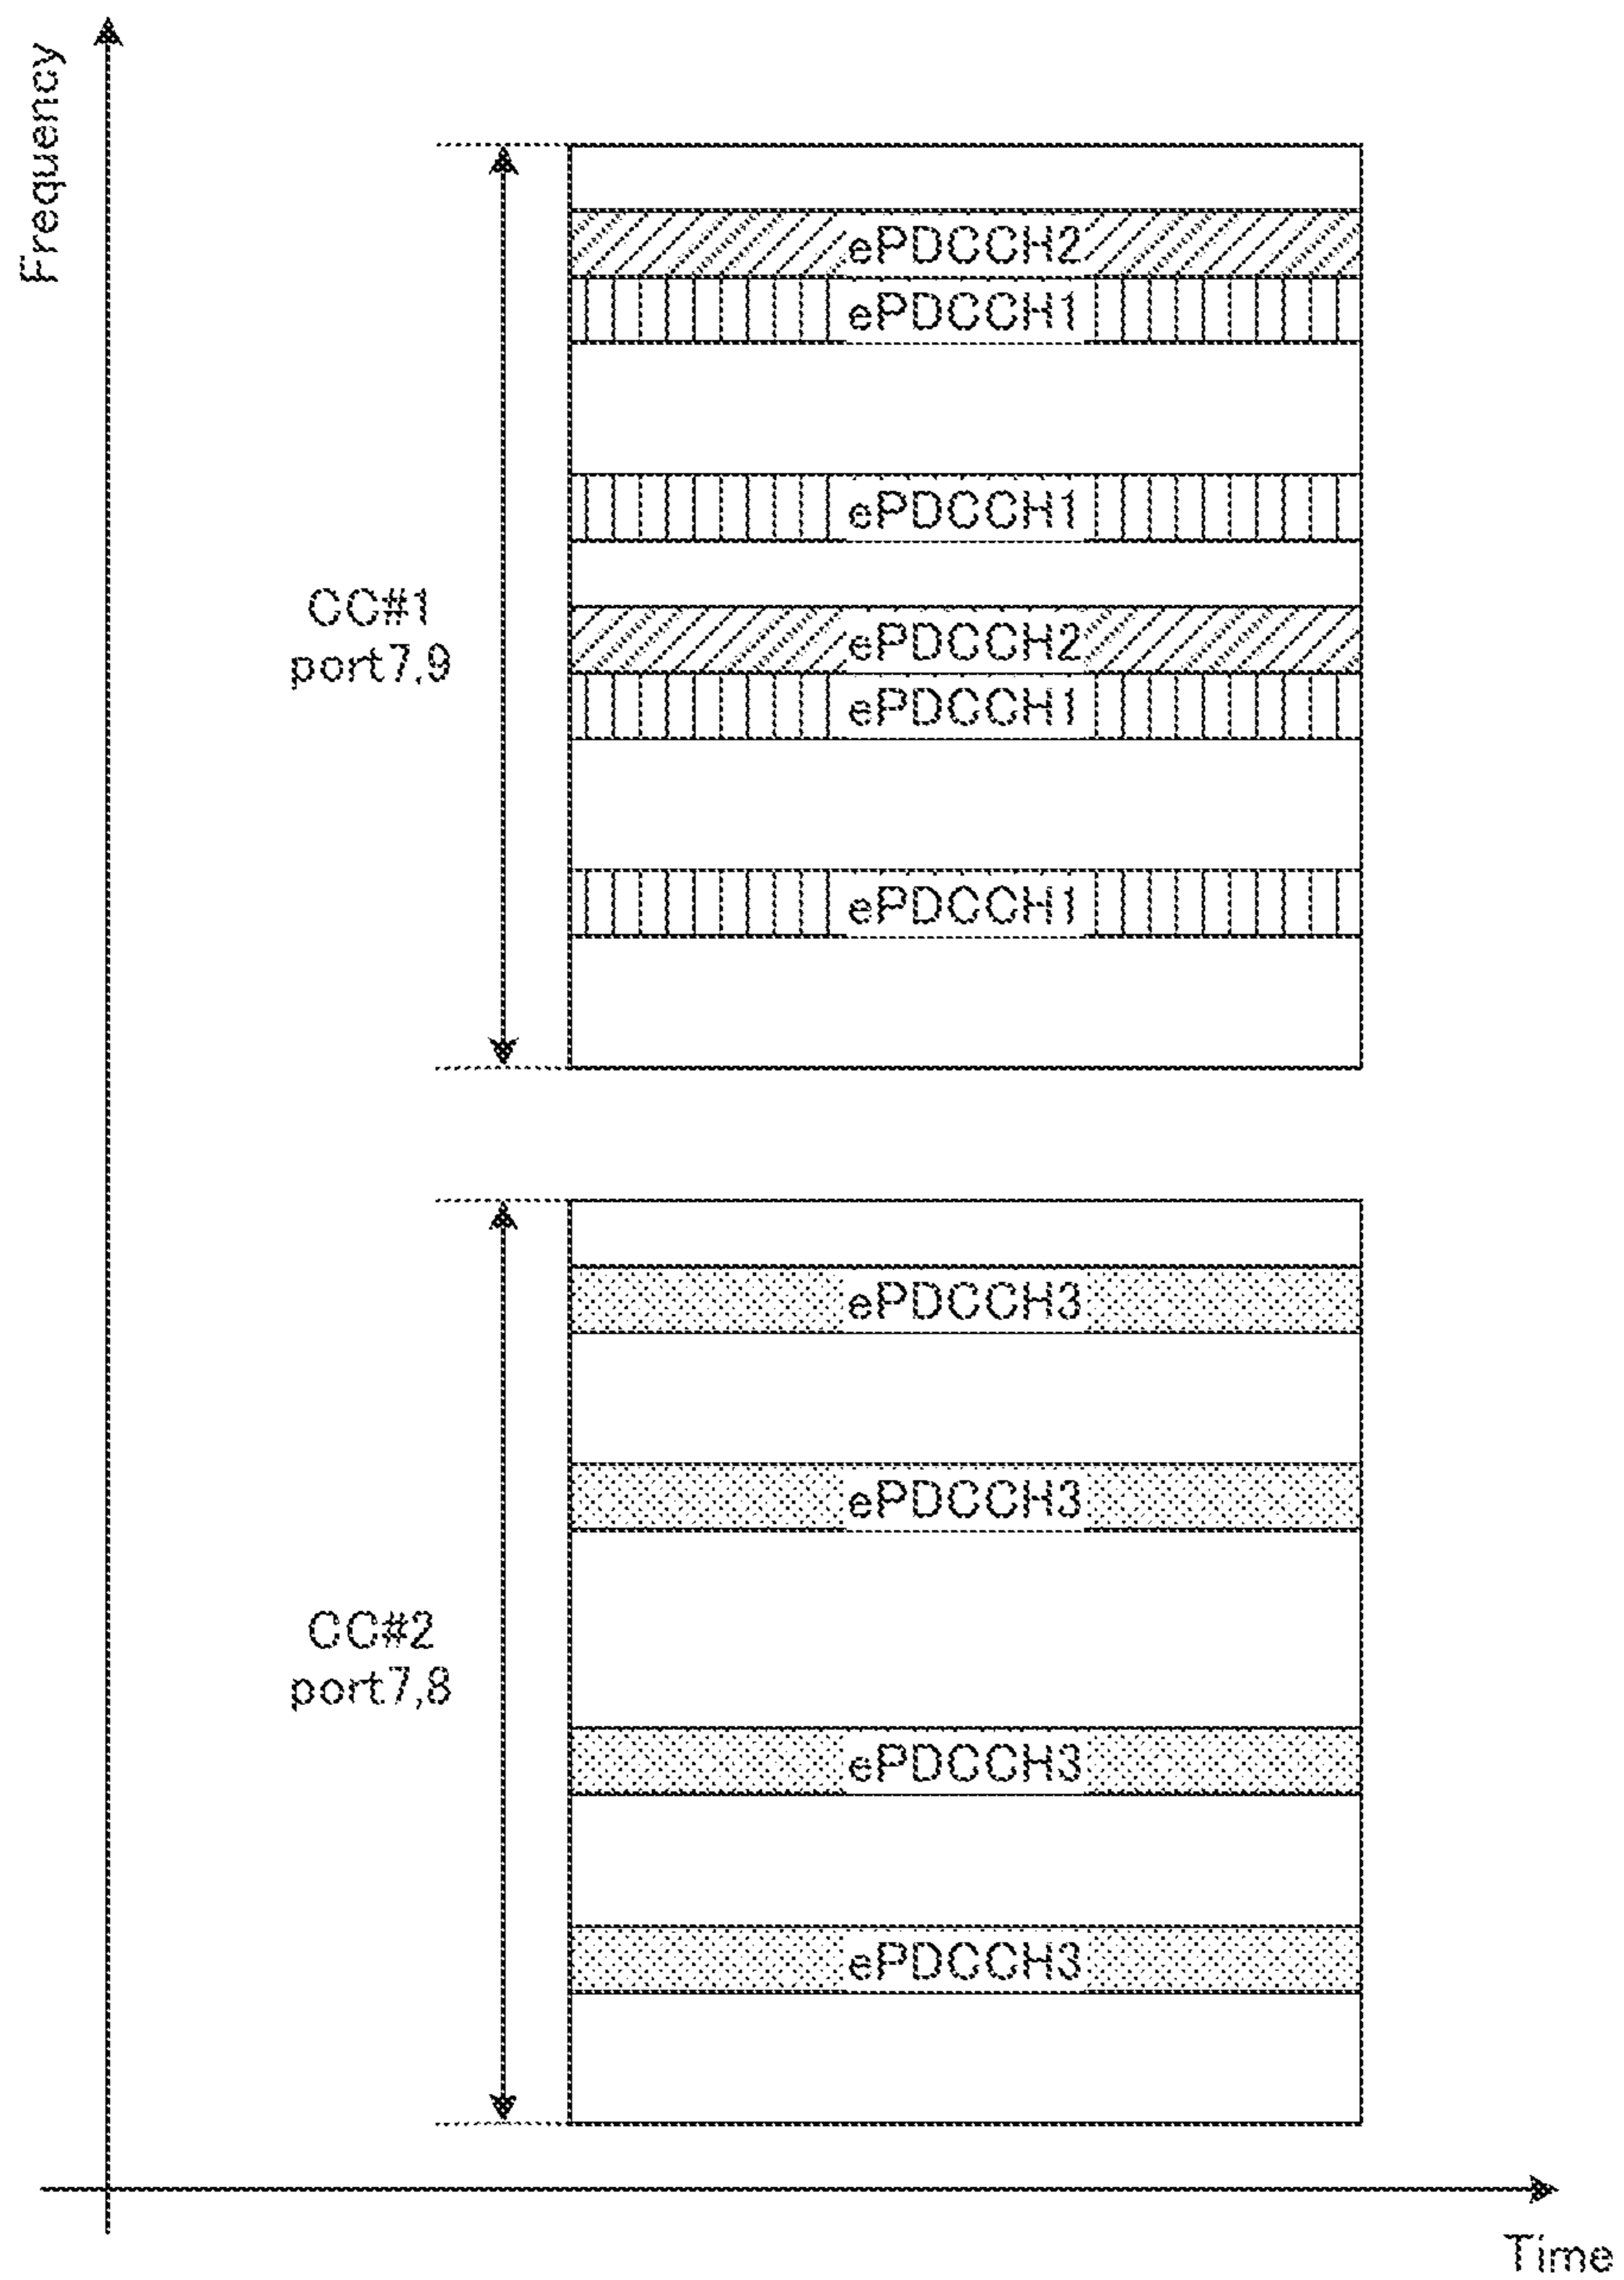 Frequency
ePDCCH2
ePDCCH1
ePDCCH1
CC#1
port7,9
ePDCCH2
ePDCCH1
ePDCCH1
ePDCCH3
ePDCCH3
CC#2
port7,8
ePDCCH3
ePDCCH3
Time